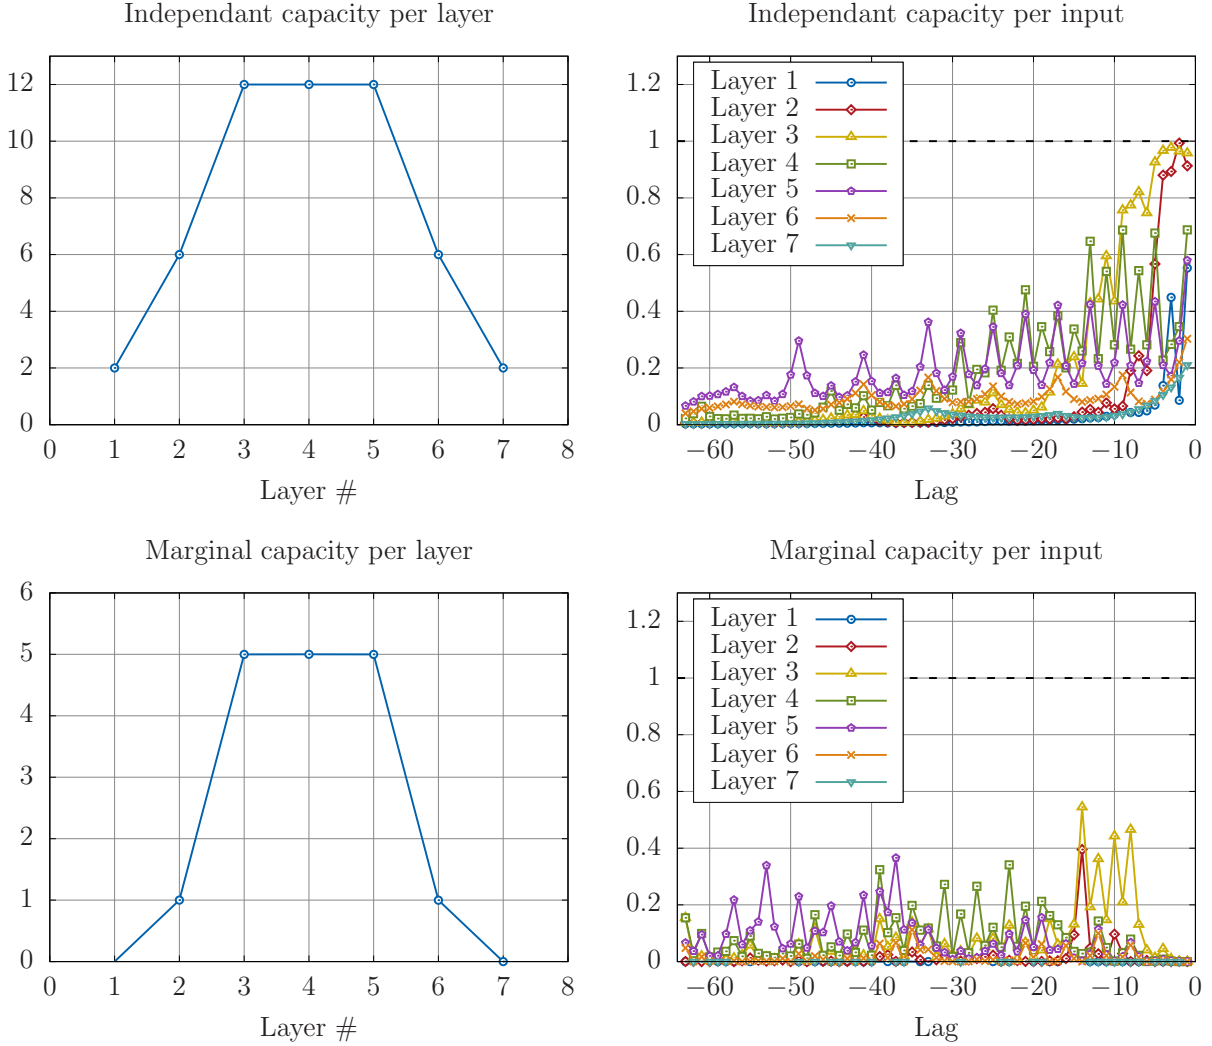 Independant capacity per layer
12
10
8
6
4
2
0
0 1 2 3 4 5 6 7 8
Layer #
Independant capacity per input
Layer 1
Layer 2
Layer 3
Layer 4
Layer 5
Layer 6
Layer 7
1.2
1
0.8
0.6
0.4
0.2
0
−60 −50 −40 −30 −20 −10 0
Lag
Marginal capacity per layer
6
5
4
3
2
1
0
0 1 2 3 4 5 6 7 8
Layer #
Marginal capacity per input
Layer 1
Layer 2
Layer 3
Layer 4
Layer 5
Layer 6
Layer 7
1.2
1
0.8
0.6
0.4
0.2
0
−60 −50 −40 −30 −20 −10 0
Lag